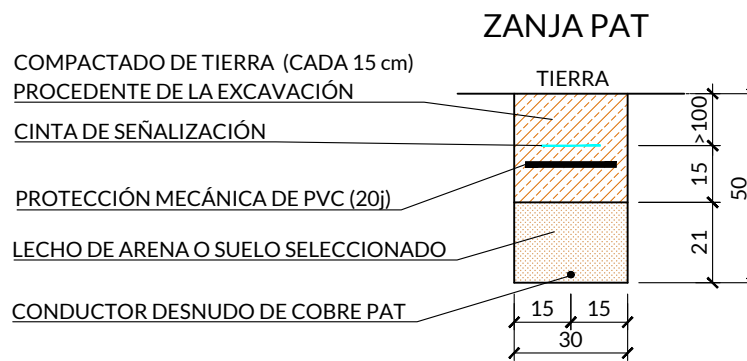 ZANJA PAT
COMPACTADO DE TIERRA (CADA 15 cm)
PROCEDENTE DE LA EXCAVACIÓN
TIERRA
CINTA DE SEÑALIZACIÓN
>100
PROTECCIÓN MECÁNICA DE PVC (20j)
15
50
LECHO DE ARENA O SUELO SELECCIONADO
21
CONDUCTOR DESNUDO DE COBRE PAT
15 15
30